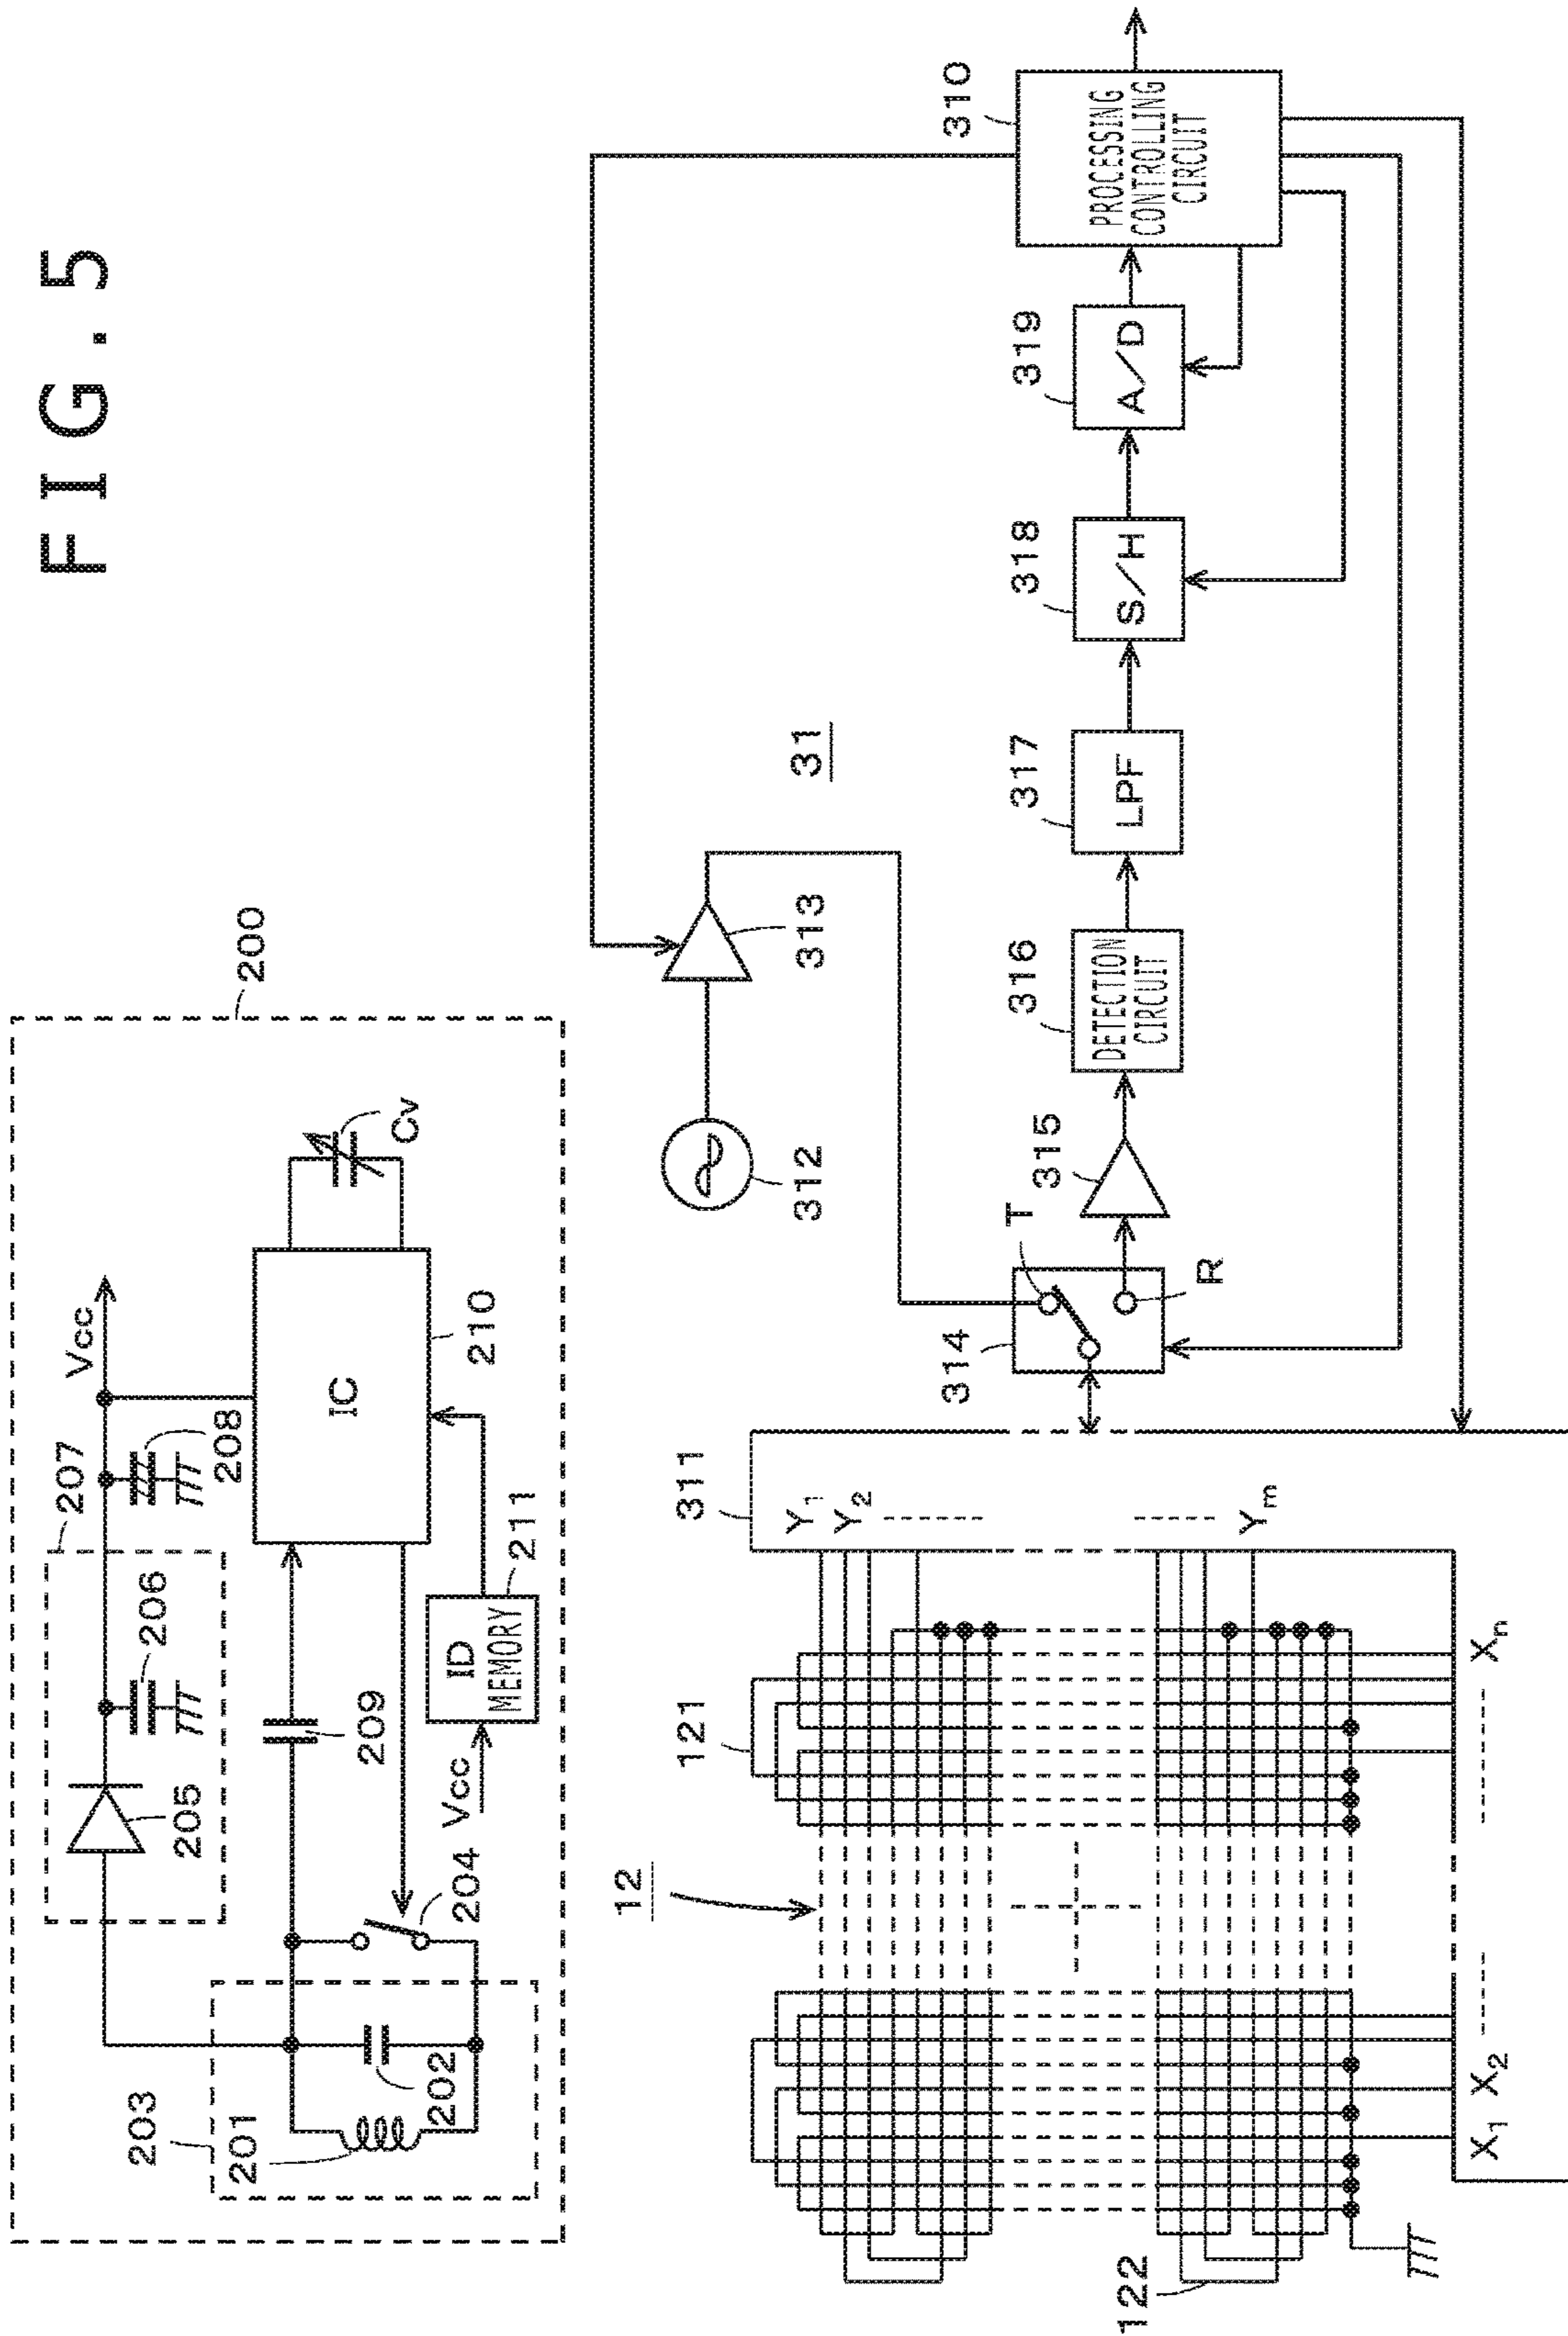 FIG.5
200
203
201
202
204
205
206
207
208
Vcc
209
IC
210
Cv
Vcc
ID
MEMORY
211
31
312
313
12
121
122
311
Y1
Y2
Ym
X1
X2
Xn
314
T
R
315
316
DETECTION
CIRCUIT
317
LPF
318
S/H
319
A/D
310
PROCESSING
CONTROLLING
CIRCUIT